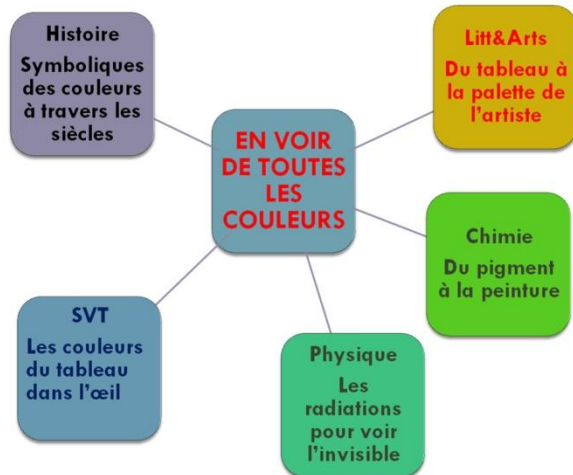 Histoire
Symboliques
des couleurs
à travers les
siècles
Litt&Arts
Du tableau à
la palette de
l'artiste
EN VOIR
DE TOUTES
LES
COULEURS
Chimie
Du pigment
à la peinture
SVT
Les couleurs
du tableau
dans l'œil
Physique
Les
radiations
pour voir
l'invisible